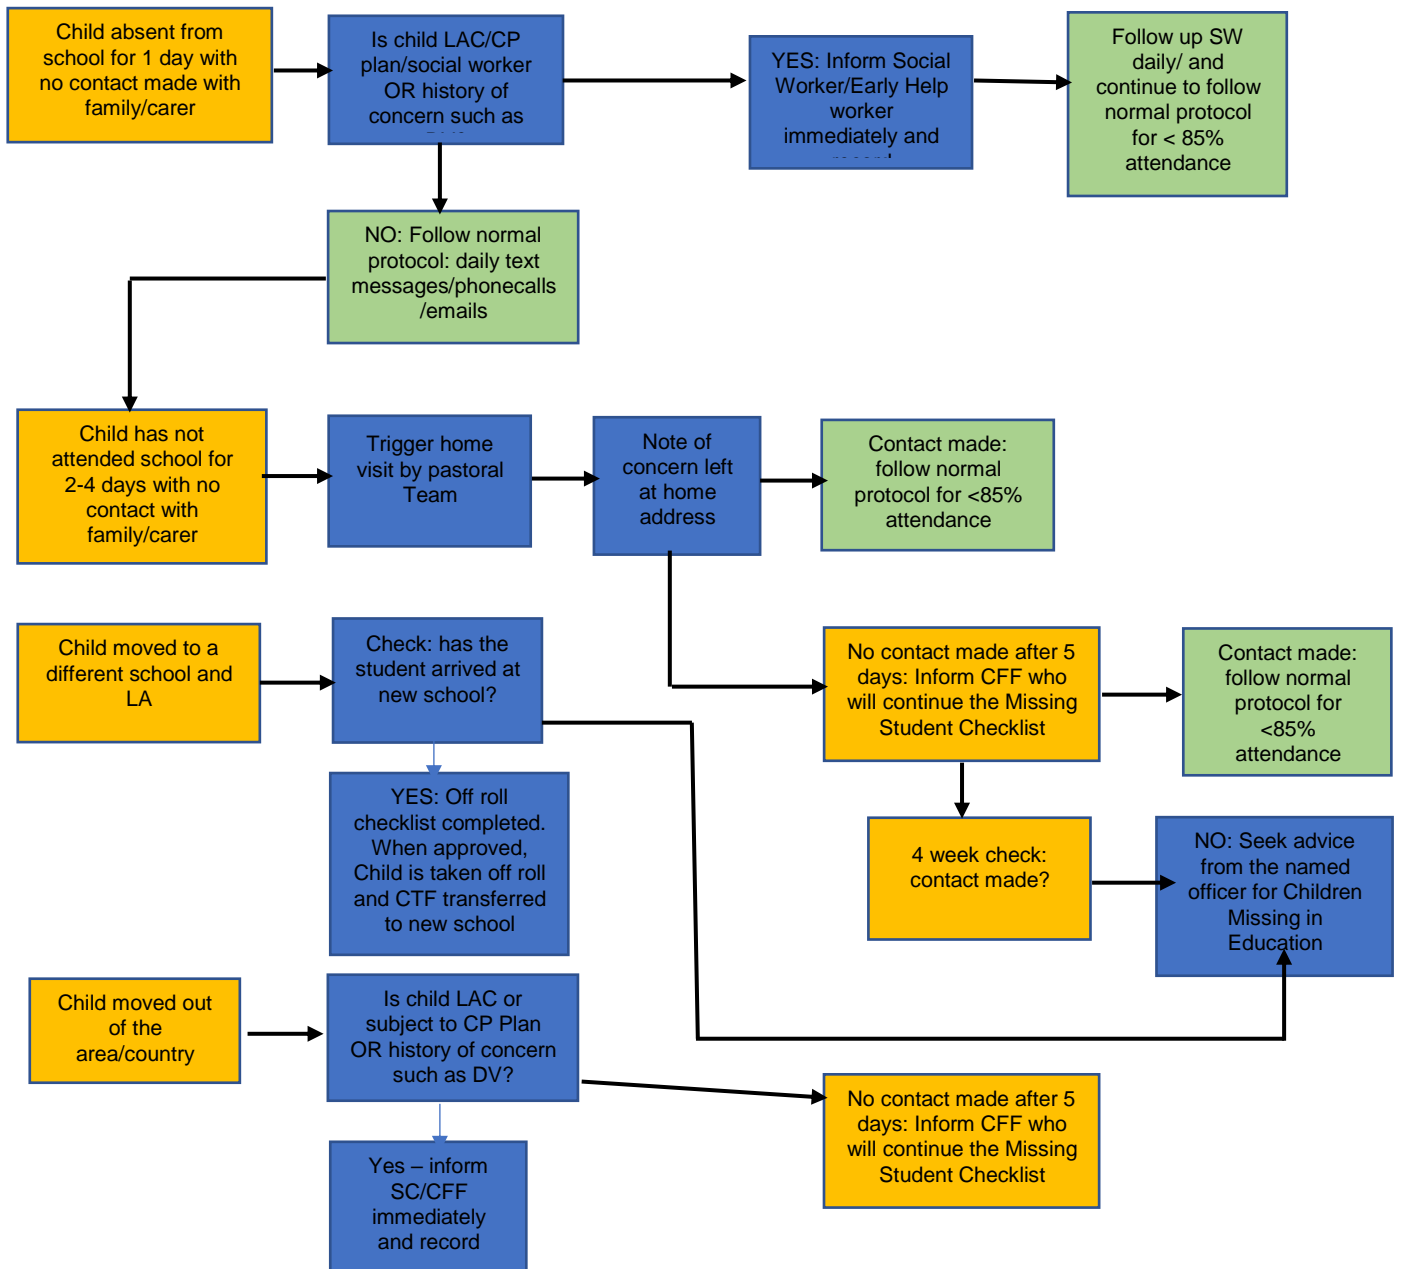 Child absent from
school for 1 day with
no contact made with
family/carer
Is child LAC/CP
plan/social worker
OR history of
concern such as
YES: Inform Social
Worker/Early Help
worker
immediately and
Follow up SW
daily/ and
continue to follow
normal protocol
for < 85%
attendance
NO: Follow normal
protocol: daily text
messages/phonecalls
/emails
Child has not
attended school for
2-4 days with no
contact with
family/carer
Trigger home
visit by pastoral
Team
Note of
concern left
at home
address
Contact made:
follow normal
protocol for <85%
attendance
Child moved to a
different school and
LA
Check: has the
student arrived at
new school?
No contact made after 5
days: Inform CFF who
will continue the Missing
Student Checklist
Contact made:
follow normal
protocol for
<85%
attendance
YES: Off roll
checklist completed.
When approved,
Child is taken off roll
and CTF transferred
to new school
4 week check:
contact made?
NO: Seek advice
from the named
officer for Children
Missing in
Education
Child moved out
of the
area/country
Is child LAC or
subject to CP Plan
OR history of concern
such as DV?
No contact made after 5
days: Inform CFF who
will continue the Missing
Student Checklist
Yes – inform
SC/CFF
immediately
and record